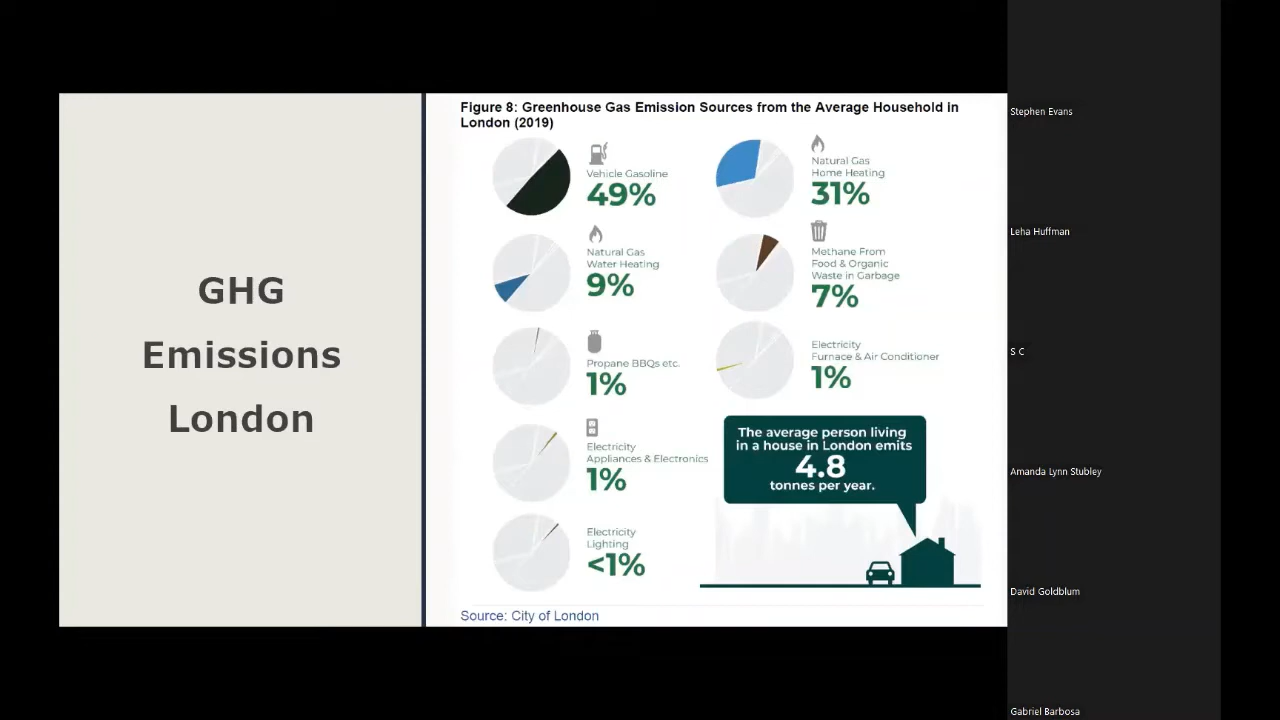 GHG
Emissions
London
Figure 8: Greenhouse Gas Emission Sources from the Average Household in
London (2019)
Vehicle Gasoline
49%
Natural Gas
Home Heating
31%
Natural Gas
Water Heating
9%
Methane From
Food & Organic
Waste in Garbage
7%
Propane BBQs etc.
1%
Electricity
Furnace & Air Conditioner
1%
Electricity
Appliances & Electronics
1%
The average person living
in a house in London emits
4.8
tonnes per year.
Electricity
Lighting
<1%
Source: City of London
Stephen Evans
Leha Huffman
S C
Amanda Lynn Stubley
David Goldblum
Gabriel Barbosa